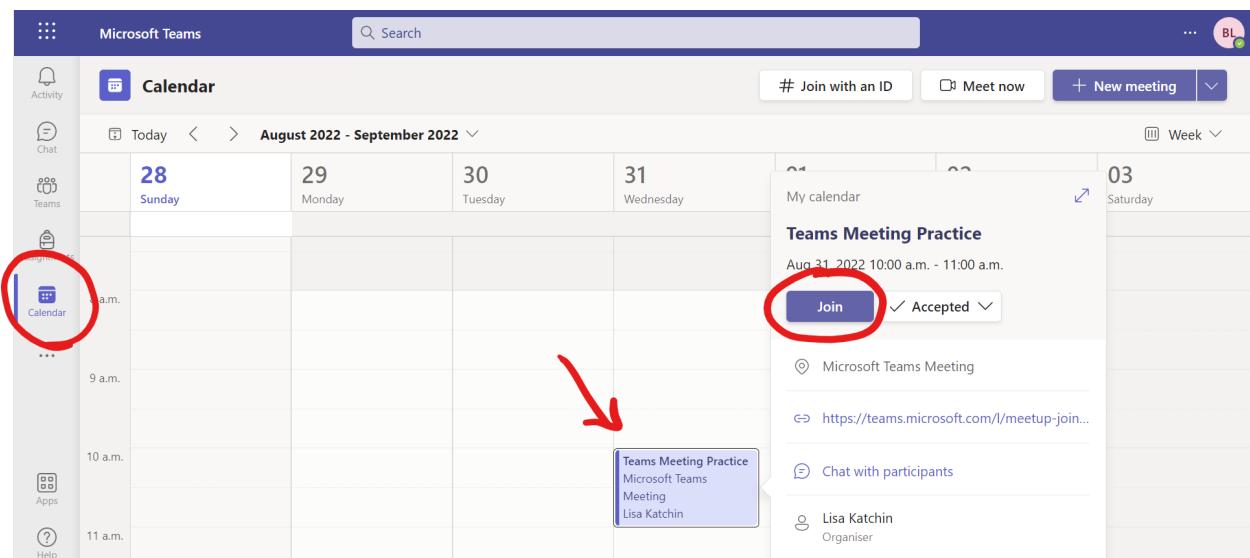 Microsoft Teams
Search
BL
Activity
Chat
Teams
Calendar
Apps
Help
Calendar
Join with an ID
Meet now
New meeting
Today
August 2022 - September 2022
Week
28
Sunday
29
Monday
30
Tuesday
31
Wednesday
03
Saturday
9 a.m.
10 a.m.
11 a.m.
Teams Meeting Practice
Microsoft Teams
Meeting
Lisa Katchin
My calendar
Teams Meeting Practice
Aug 31, 2022 10:00 a.m. - 11:00 a.m.
Join
Accepted
Microsoft Teams Meeting
https://teams.microsoft.com/l/meetup-join...
Chat with participants
Lisa Katchin
Organiser